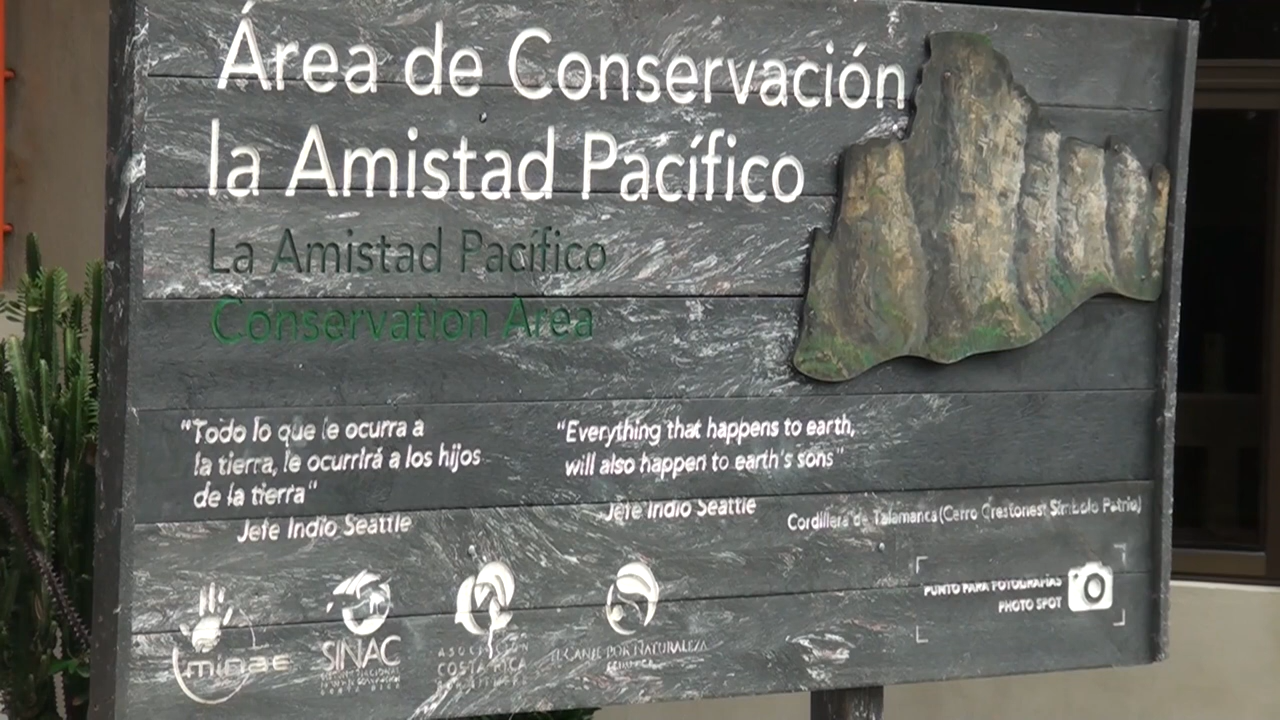 Área de Conservación
la Amistad Pacífico
La Amistad Pacífico
Conservation Area
"Todo lo que le ocurra a
la tierra, le ocurrirá a los hijos
de la tierra"
Jefe Indio Seattle
"Everything that happens to earth,
will also happen to earth's sons"
Jefe Indio Seattle
Cordillera de Talamanca (Cerro Crestones: Símbolo Patrio)
PUNTO PARA FOTOGRAFÍAS
PHOTO SPOT
minae
SINAC
ASOCIACIÓN
COSTA RICA
CANJE POR NATURALEZA